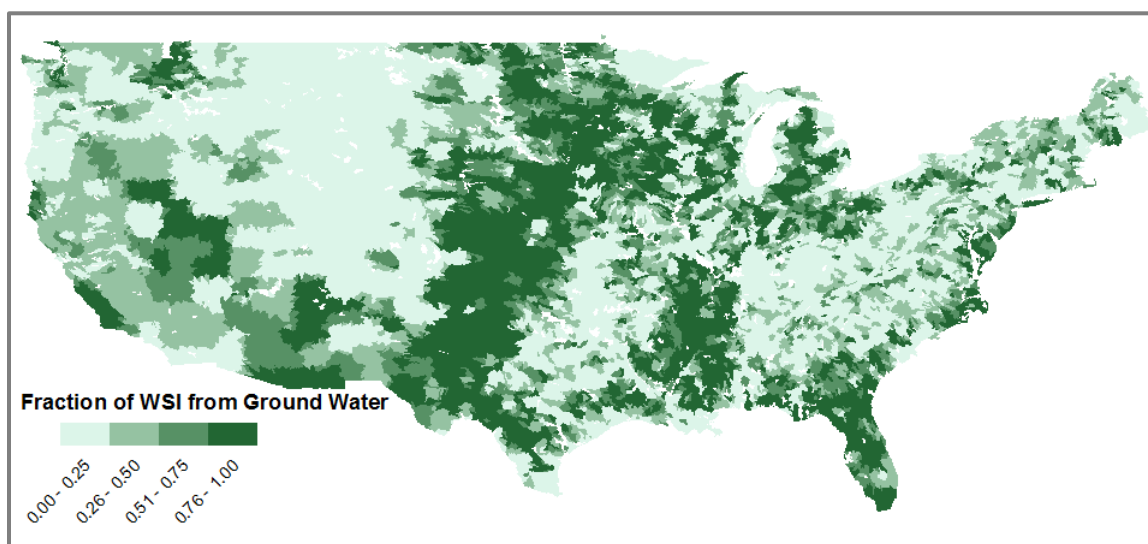 Fraction of WSI from Ground Water
0.00 - 0.25
0.26 - 0.50
0.51 - 0.75
0.76 - 1.00